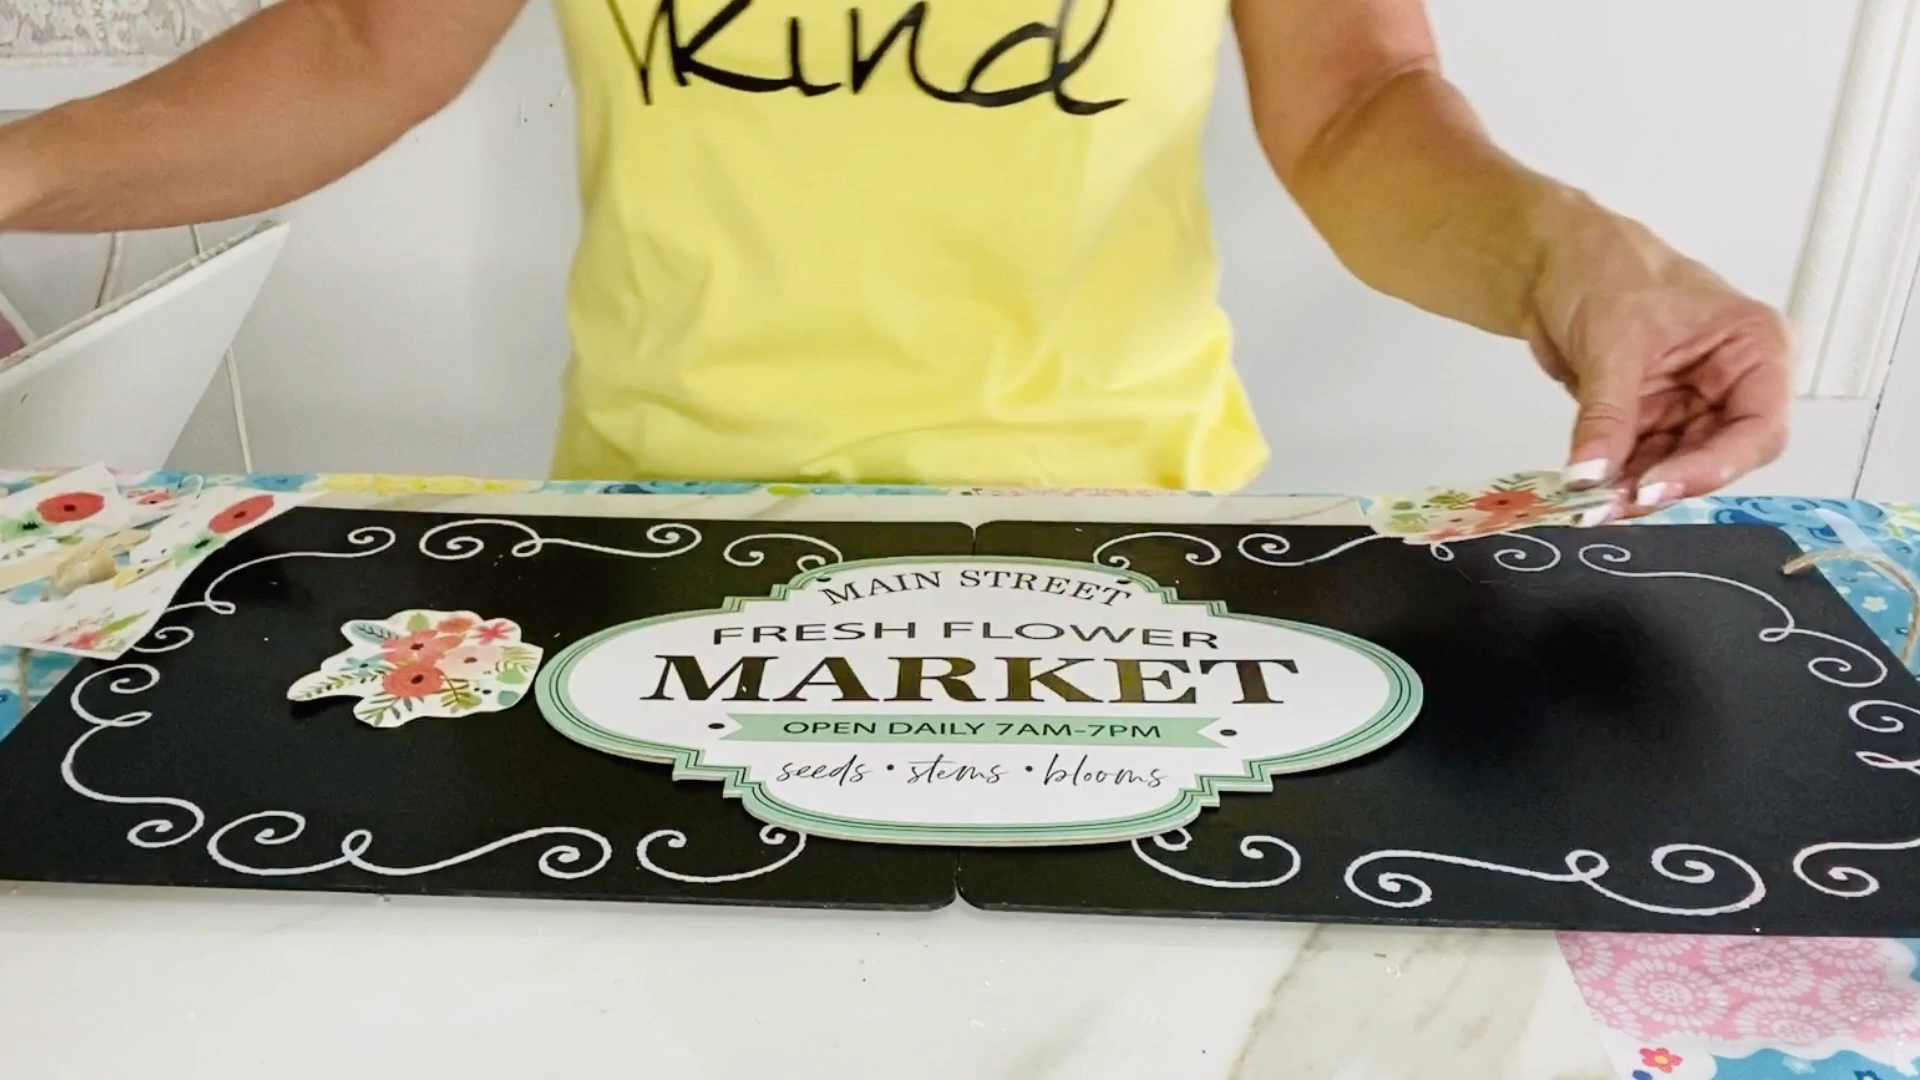 Kind
MAIN STREET
FRESH FLOWER
MARKET
OPEN DAILY 7AM-7PM
seeds • stems • blooms